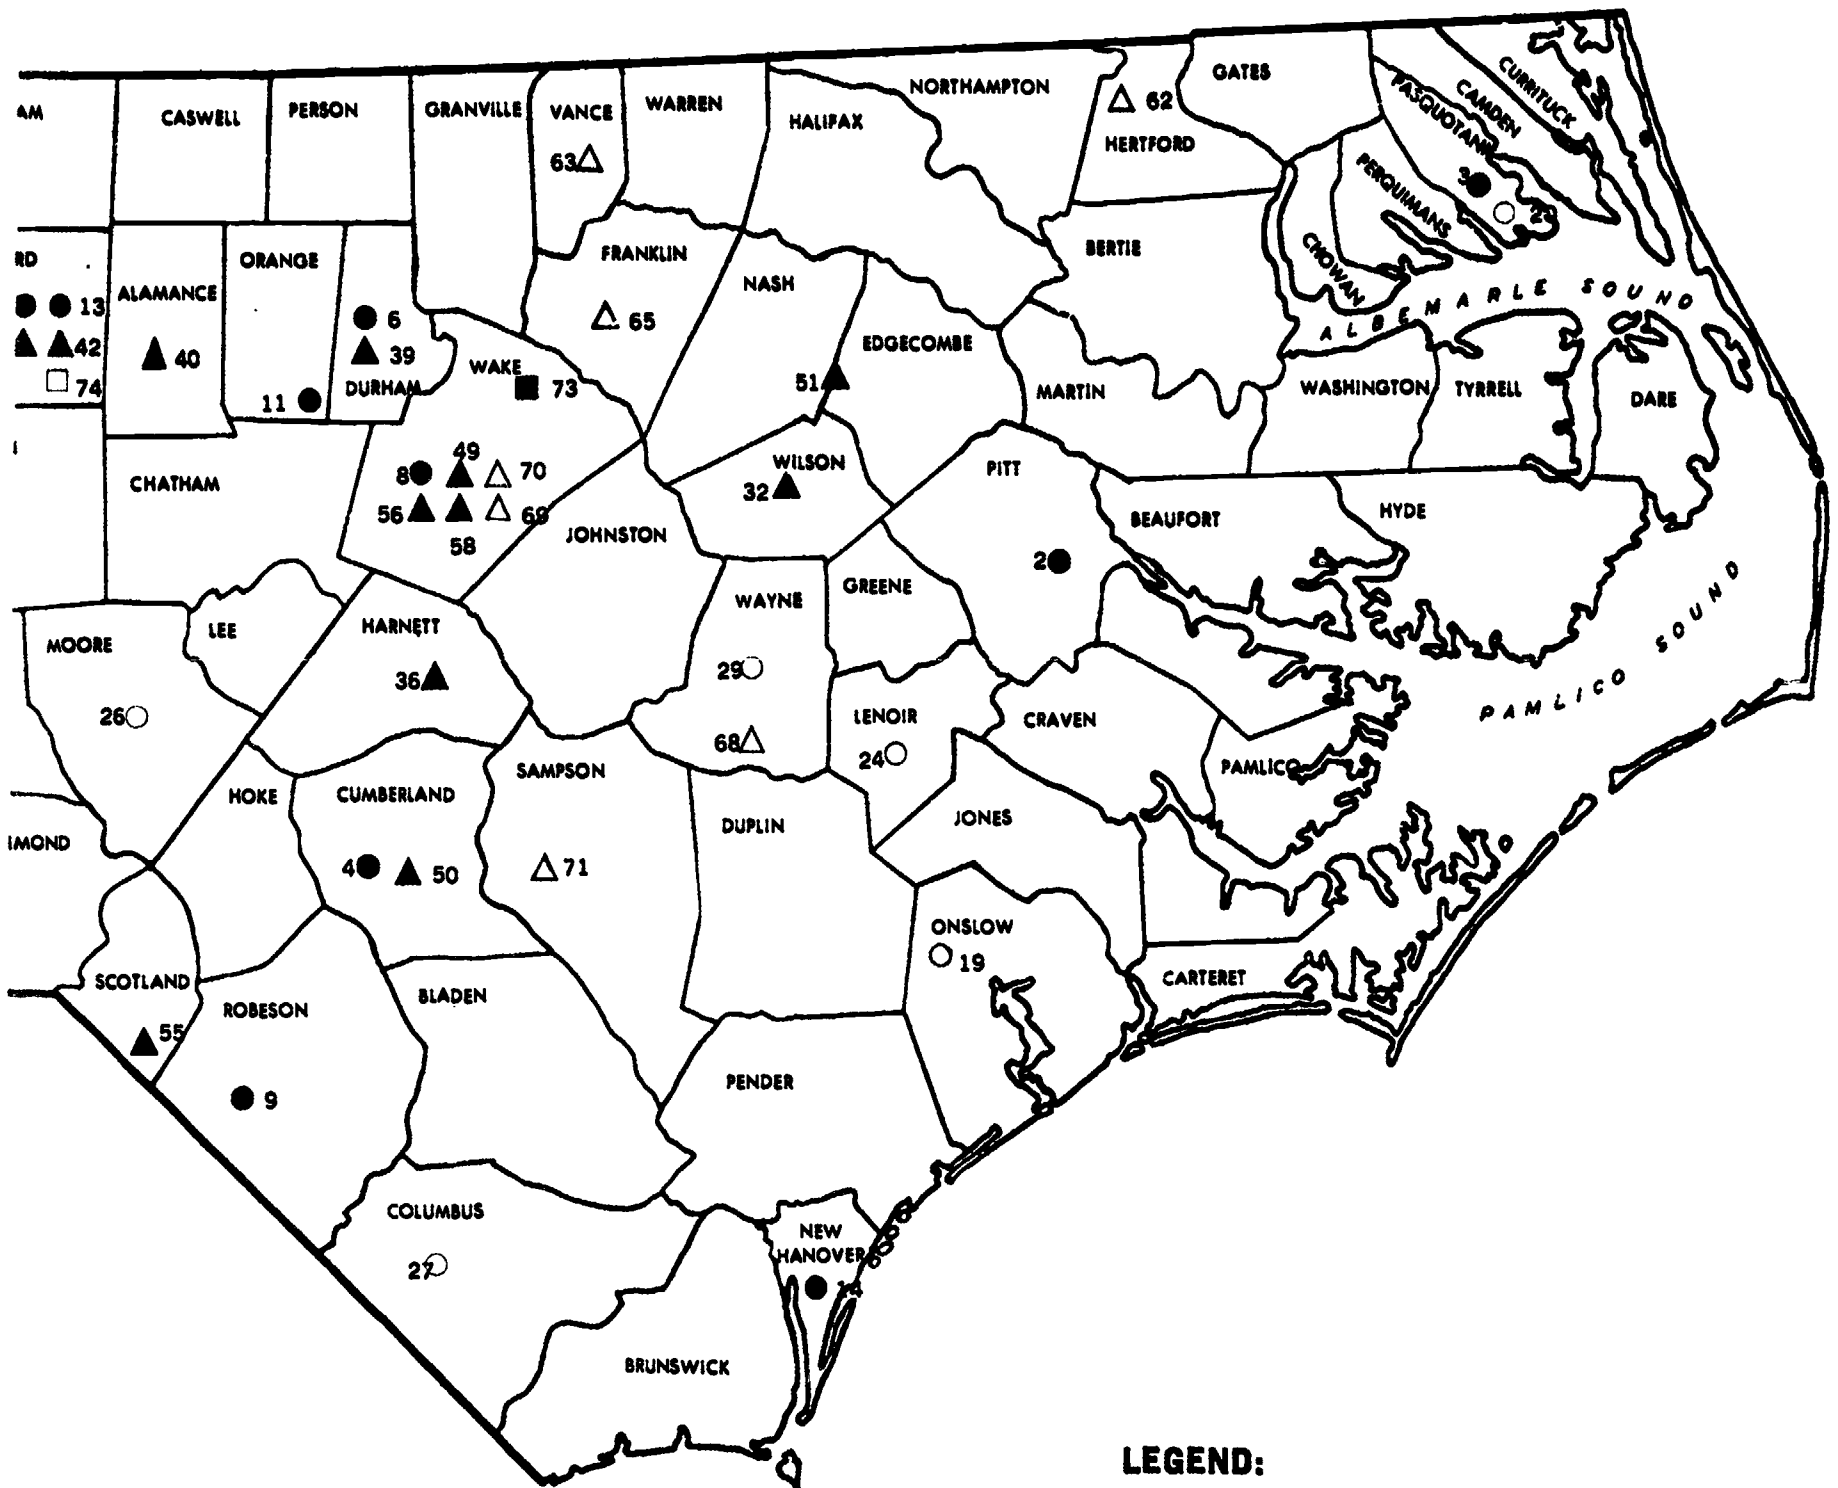 AM
CASWELL
PERSON
GRANVILLE
VANCE
WARREN
HALIFAX
NORTHAMPTON
62
HERTFORD
GATES
CURRITUCK
CAMDEN
PASQUOTANK
PERQUIMANS
CHOWAN
3
63
RD
ALAMANCE
ORANGE
FRANKLIN
NASH
BERTIE
ALBEMARLE SOUND
13
42
74
40
6
39
DURHAM
11
WAKE
73
65
51
EDGECOMBE
MARTIN
WASHINGTON
TYRRELL
DARE
CHATHAM
49
8
70
56
69
58
WILSON
32
PITT
2
BEAUFORT
HYDE
JOHNSTON
MOORE
LEE
HARNETT
36
WAYNE
29
68
GREENE
PAMLICO SOUND
26
LENOIR
24
CRAVEN
PAMLICO
HOKE
CUMBERLAND
SAMPSON
DUPLIN
JONES
IMOND
4
50
71
ONSLOW
19
SCOTLAND
55
ROBESON
9
BLADEN
CARTERET
PENDER
COLUMBUS
27
NEW
HANOVER
14
BRUNSWICK
LEGEND: